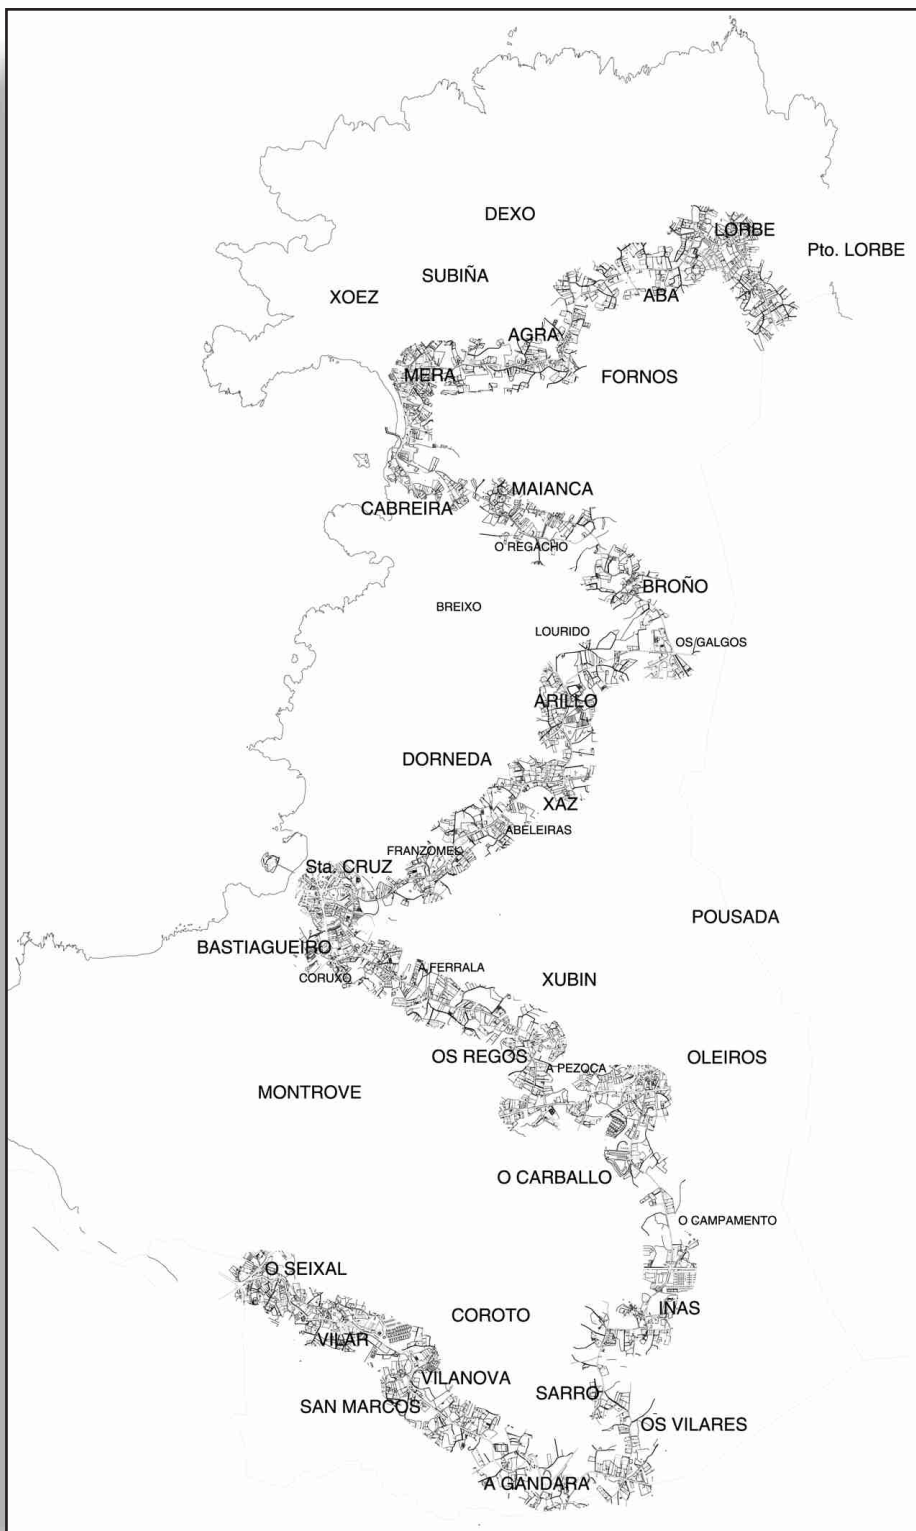 DEXO
LORBE
Pto. LORBE
SUBIÑA
XOEZ
ABA
AGRA
MERA
FORNOS
MAIANCA
CABREIRA
O REGACHO
BROÑO
BREIXO
LOURIDO
OS GALGOS
ARILLO
DORNEDA
XAZ
ABELEIRAS
FRANZOMEL
Sta. CRUZ
POUSADA
BASTIAGUEIRO
A FERRALA
CORUXO
XUBIN
OS REGOS
OLEIROS
A PEZOCA
MONTROVE
O CARBALLO
O CAMPAMENTO
O SEIXAL
IÑAS
COROTO
VILAR
VILANOVA
SARRO
SAN MARCOS
OS VILARES
A GANDARA